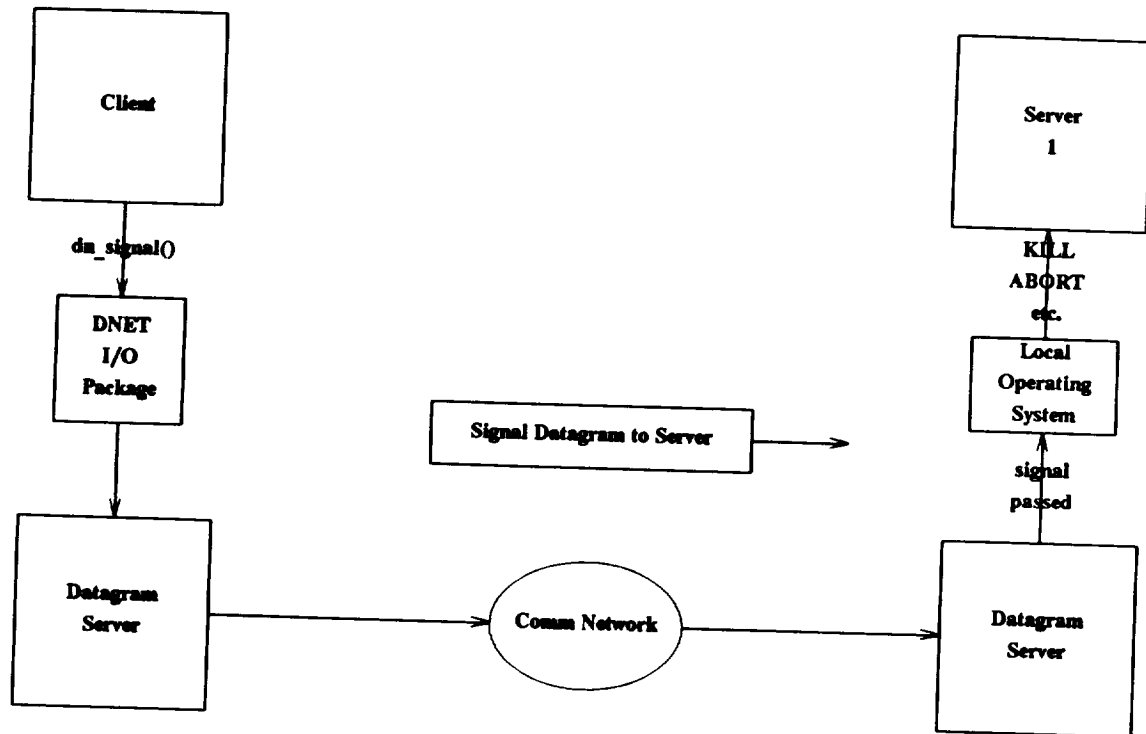 Client
dn_signal()
DNET
I/O
Package
Datagram
Server
Signal Datagram to Server
Comm Network
Server
1
KILL
ABORT
etc.
Local
Operating
System
signal
passed
Datagram
Server